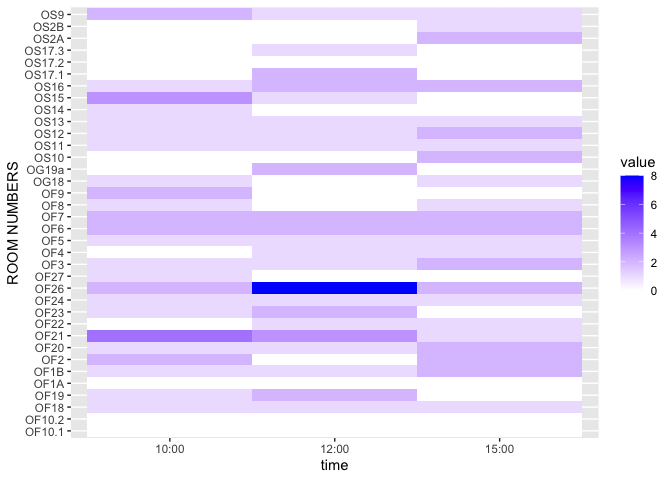 OS9
OS2B
OS2A
OS17.3
OS17.2
OS17.1
OS16
OS15
OS14
OS13
OS12
OS11
OS10
OG19a
OG18
OF9
OF8
OF7
OF6
OF5
OF4
OF3
OF27
OF26
OF24
OF23
OF22
OF21
OF20
OF2
OF1B
OF1A
OF19
OF18
OF10.2
OF10.1
ROOM NUMBERS
10:00 12:00 15:00
time
value
8
6
4
2
0